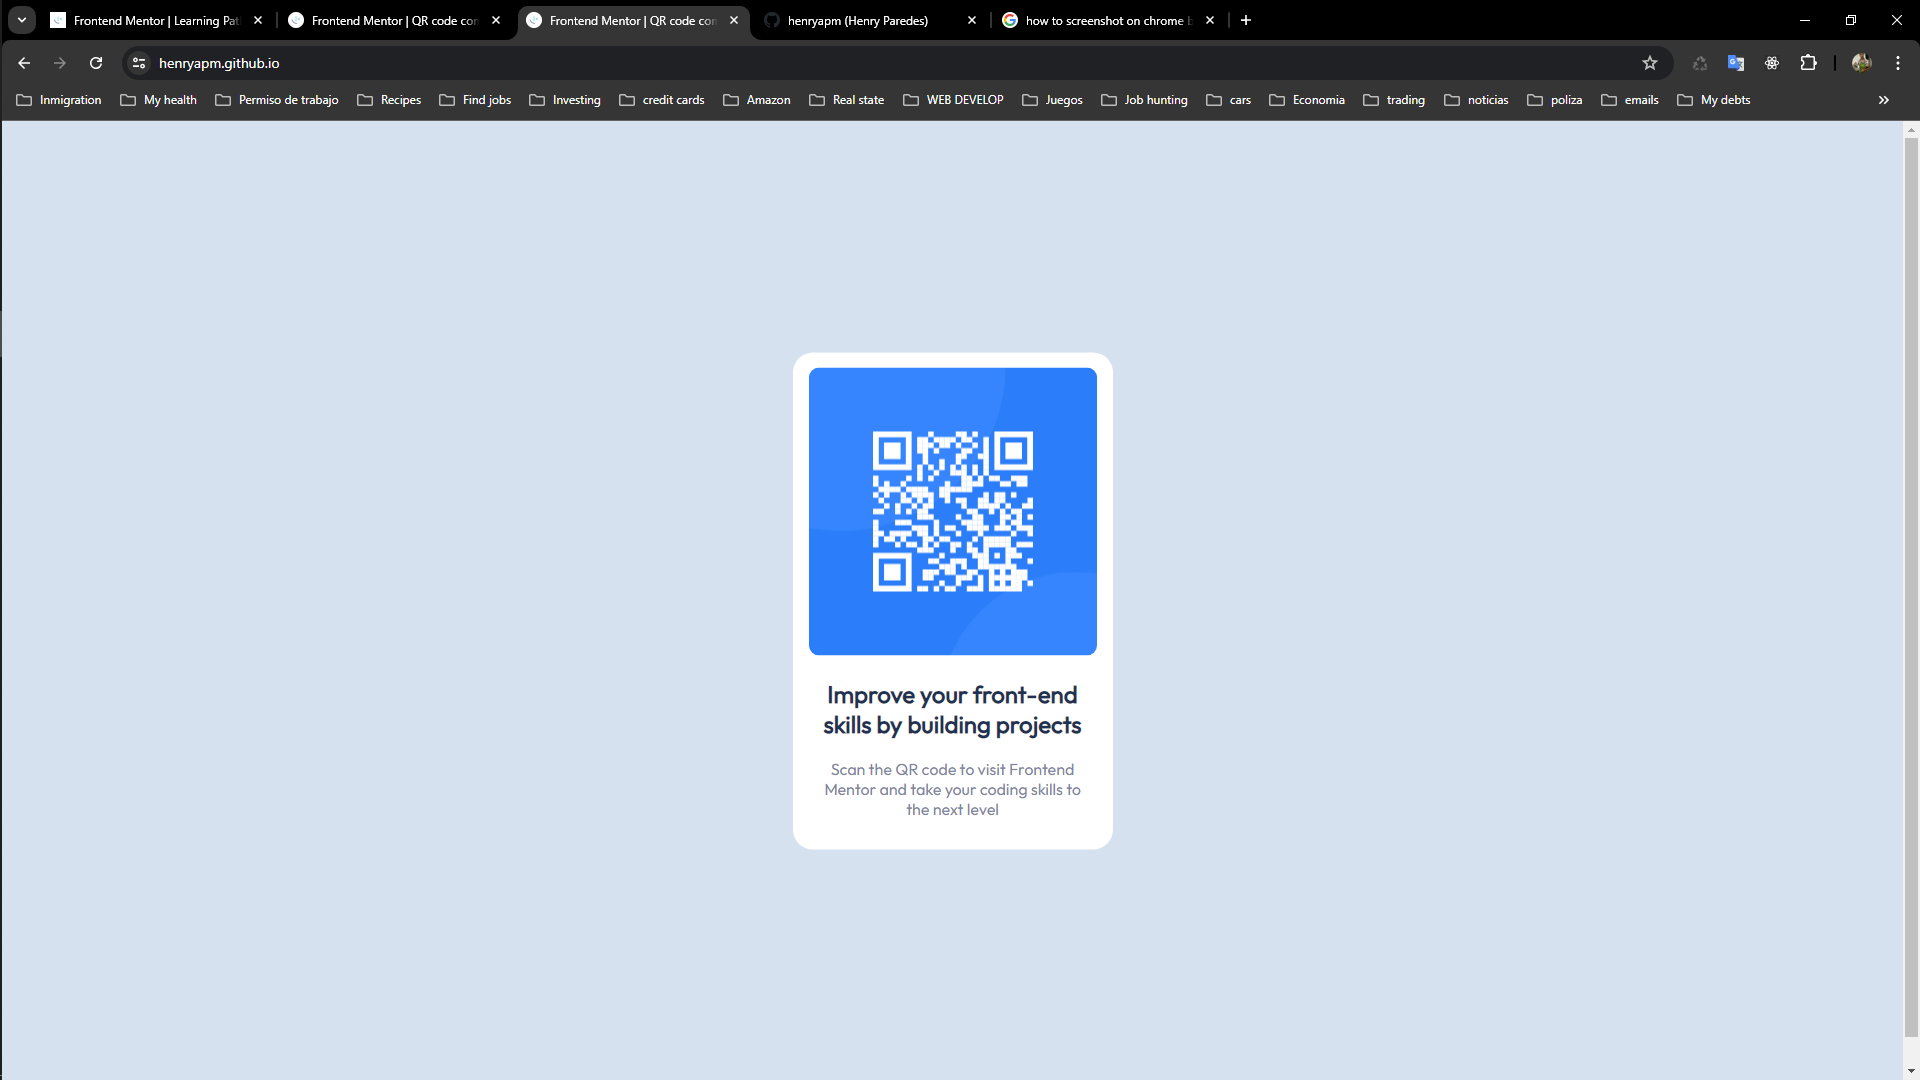 Frontend Mentor | Learning Pat
Frontend Mentor | QR code con
Frontend Mentor | QR code con
henryapm (Henry Paredes)
how to screenshot on chrome b
henryapm.github.io
Inmigration
My health
Permiso de trabajo
Recipes
Find jobs
Investing
credit cards
Amazon
Real state
WEB DEVELOP
Juegos
Job hunting
cars
Economia
trading
noticias
poliza
emails
My debts
Improve your front-end
skills by building projects
Scan the QR code to visit Frontend
Mentor and take your coding skills to
the next level